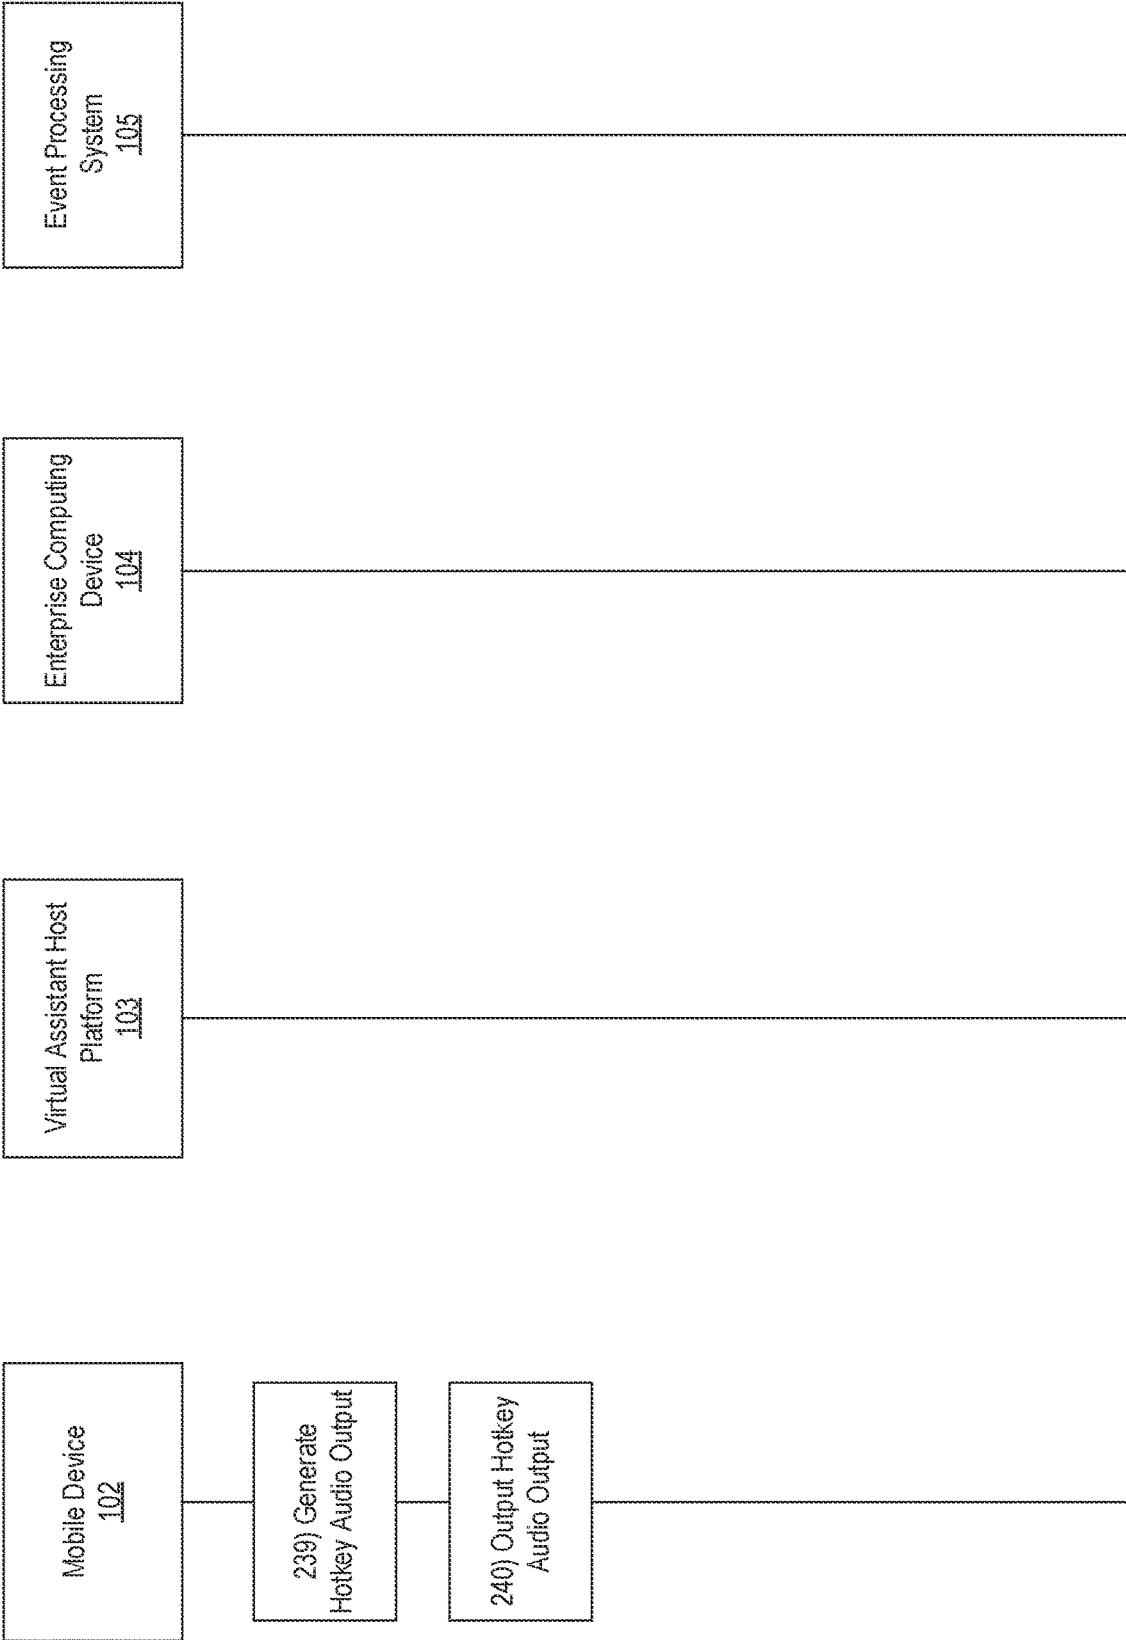 Mobile Device
102
Virtual Assistant Host
Platform
103
Enterprise Computing
Device
104
Event Processing
System
105
239) Generate
Hotkey Audio Output
240) Output Hotkey
Audio Output